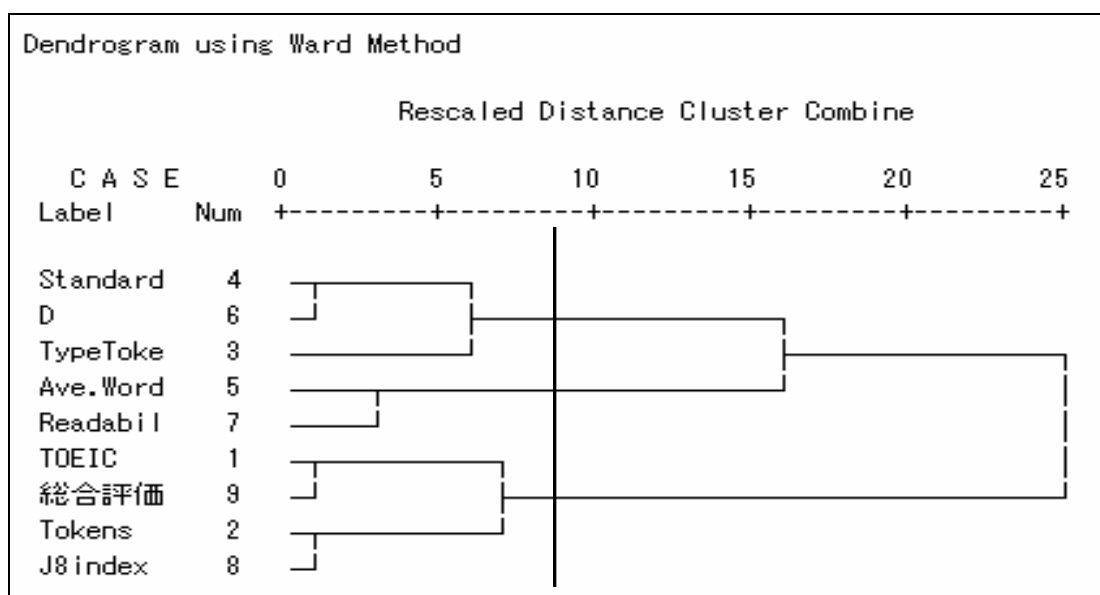 Dendrogram using Ward Method
Rescaled Distance Cluster Combine
C A S E 0 5 10 15 20 25
Label Num +---------+---------+---------+---------+---------+
Standard 4
D 6
TypeToke 3
Ave.Word 5
Readabil 7
TOEIC 1
総合評価 9
Tokens 2
J8index 8